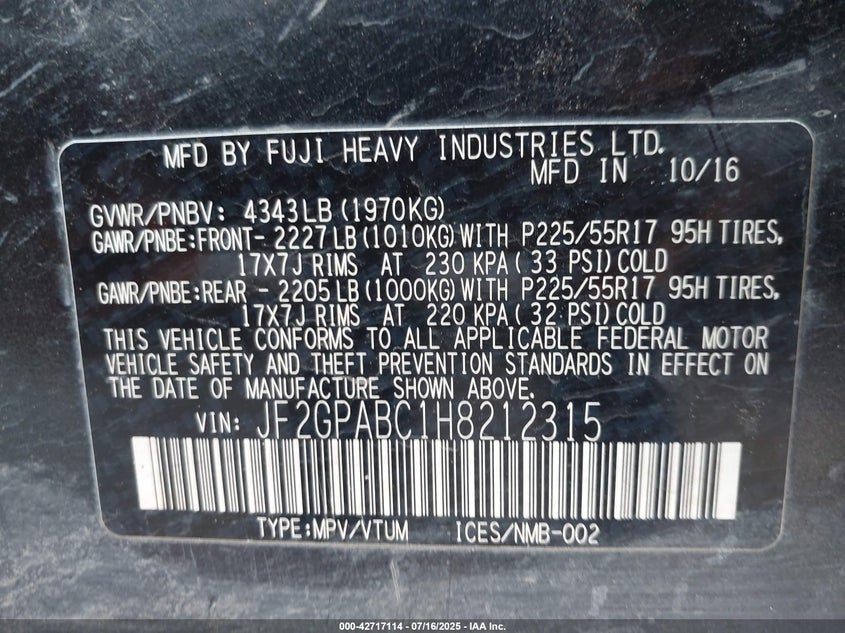 MFD BY FUJI HEAVY INDUSTRIES LTD.
MFD IN 10/16
GVWR/PNBV: 4343LB (1970KG)
GAWR/PNBE:FRONT- 2227LB(1010KG)WITH P225/55R17 95H TIRES,
17X7J RIMS AT 230 KPA( 33 PSI)COLD
GAWR/PNBE:REAR - 2205LB(1000KG)WITH P225/55R17 95H TIRES,
17X7J RIMS AT 220 KPA( 32 PSI)COLD
THIS VEHICLE CONFORMS TO ALL APPLICABLE FEDERAL MOTOR
VEHICLE SAFETY AND THEFT PREVENTION STANDARDS IN EFFECT ON
THE DATE OF MANUFACTURE SHOWN ABOVE.
VIN: JF2GPABC1H8212315
TYPE:MPV/VTUM ICES/NMB-002
000-42717114 - 07/16/2025 - IAA Inc.